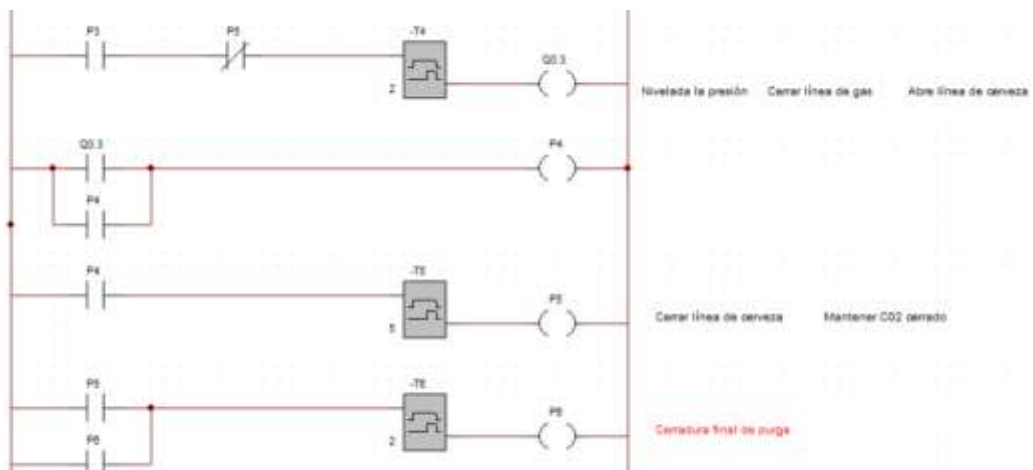 P3 P5 -T4 Q0.3
2
Nivelada la presión Cerrar línea de gas Abre línea de cerveza
Q0.3 P4
P4
P4 -T5 P5
5
Cerrar línea de cerveza Mantener CO2 cerrado
P5 -T6 P6
2
Cerradura final de purga
P6